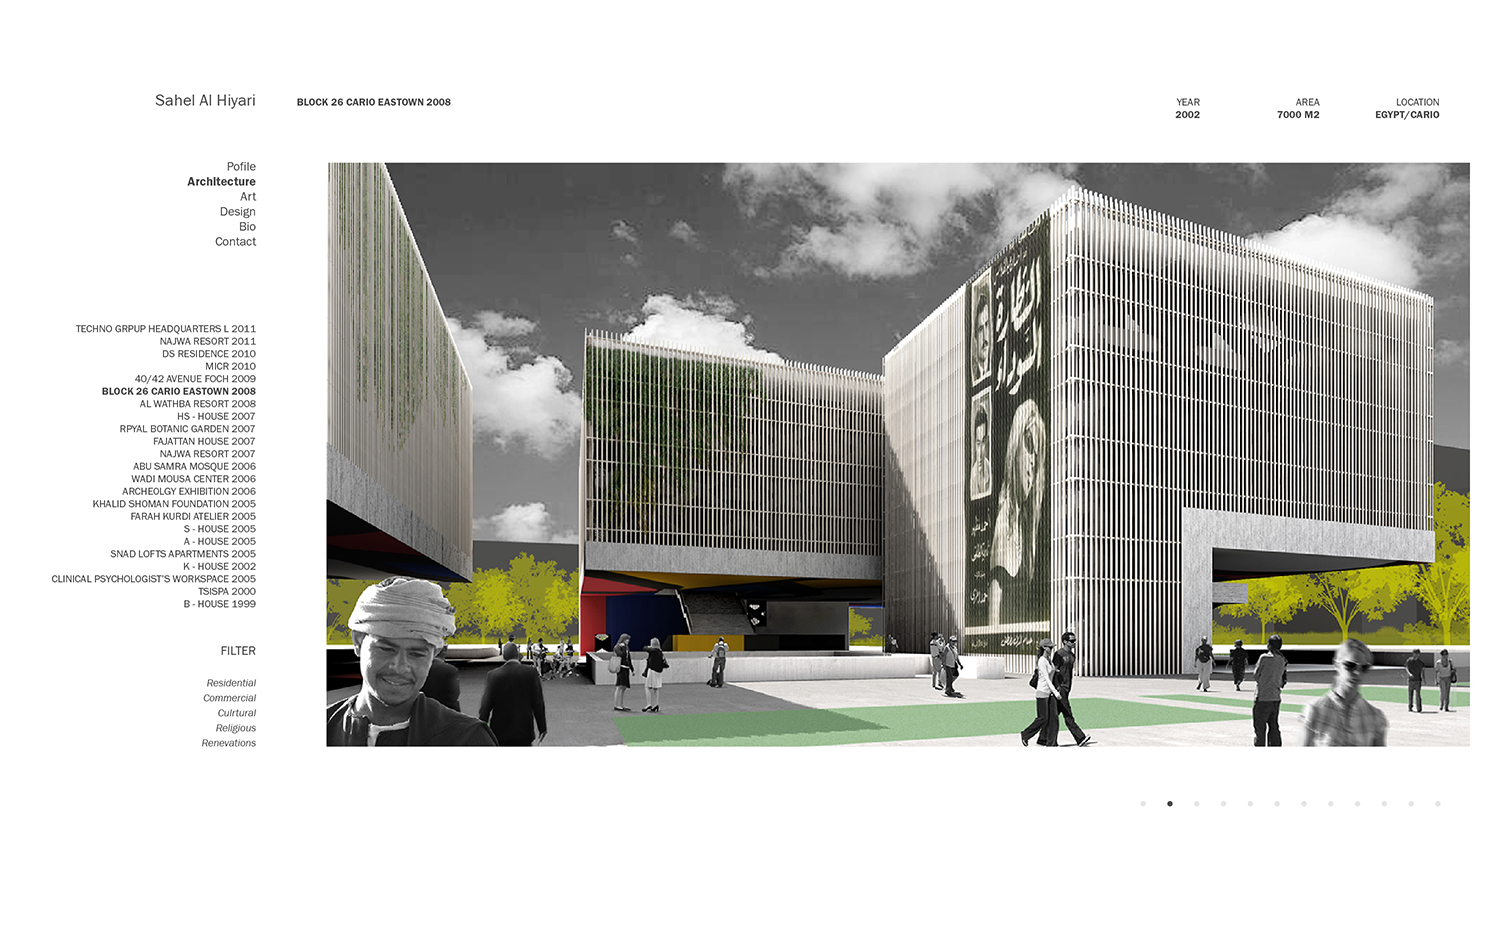 Sahel Al Hiyari
BLOCK 26 CARIO EASTOWN 2008
YEAR
2002
AREA
7000 M2
LOCATION
EGYPT/CARIO
Pofile
Architecture
Art
Design
Bio
Contact
TECHNO GRPUP HEADQUARTERS L 2011
NAJWA RESORT 2011
DS RESIDENCE 2010
MICR 2010
40/42 AVENUE FOCH 2009
BLOCK 26 CARIO EASTOWN 2008
AL WATHBA RESORT 2008
HS - HOUSE 2007
RPYAL BOTANIC GARDEN 2007
FAJATTAN HOUSE 2007
NAJWA RESORT 2007
ABU SAMRA MOSQUE 2006
WADI MOUSA CENTER 2006
ARCHEOLGY EXHIBITION 2006
KHALID SHOMAN FOUNDATION 2005
FARAH KURDI ATELIER 2005
S - HOUSE 2005
A - HOUSE 2005
SNAD LOFTS APARTMENTS 2005
K - HOUSE 2002
CLINICAL PSYCHOLOGIST'S WORKSPACE 2005
TSISPA 2000
B - HOUSE 1999
FILTER
Residential
Commercial
Culrtural
Religious
Renevations
النظارة
السوداء